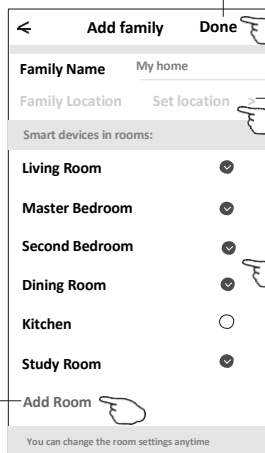 < Add family Done
Family Name My home
Family Location Set location >
Smart devices in rooms:
Living Room
Master Bedroom
Second Bedroom
Dining Room
Kitchen
Study Room
Add Room
You can change the room settings anytime